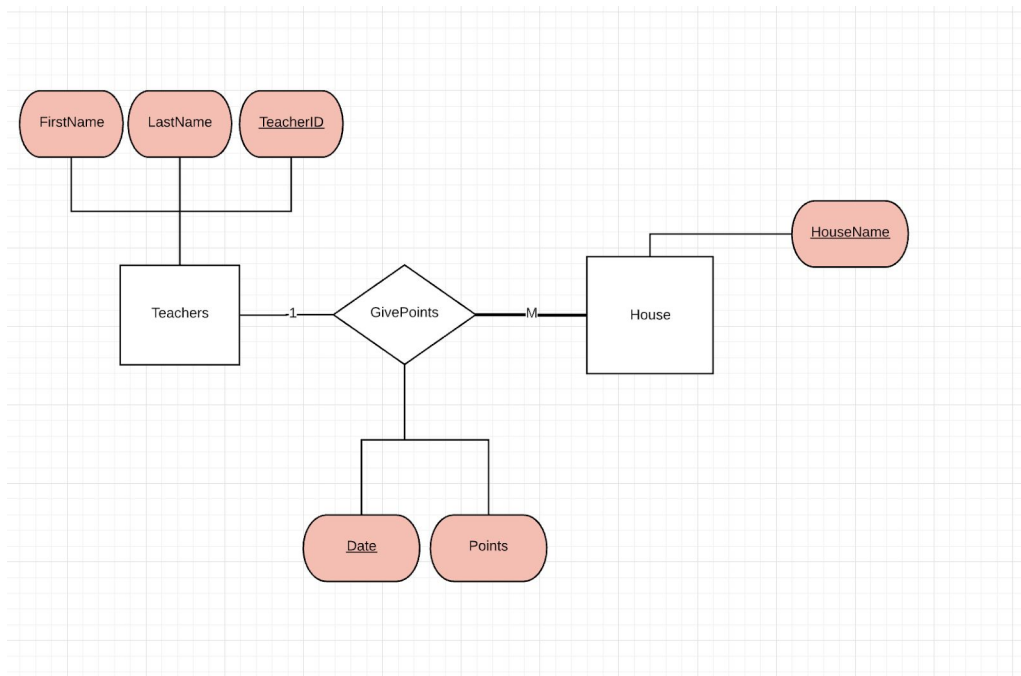 FirstName
LastName
TeacherID
HouseName
Teachers
1
GivePoints
M
House
Date
Points